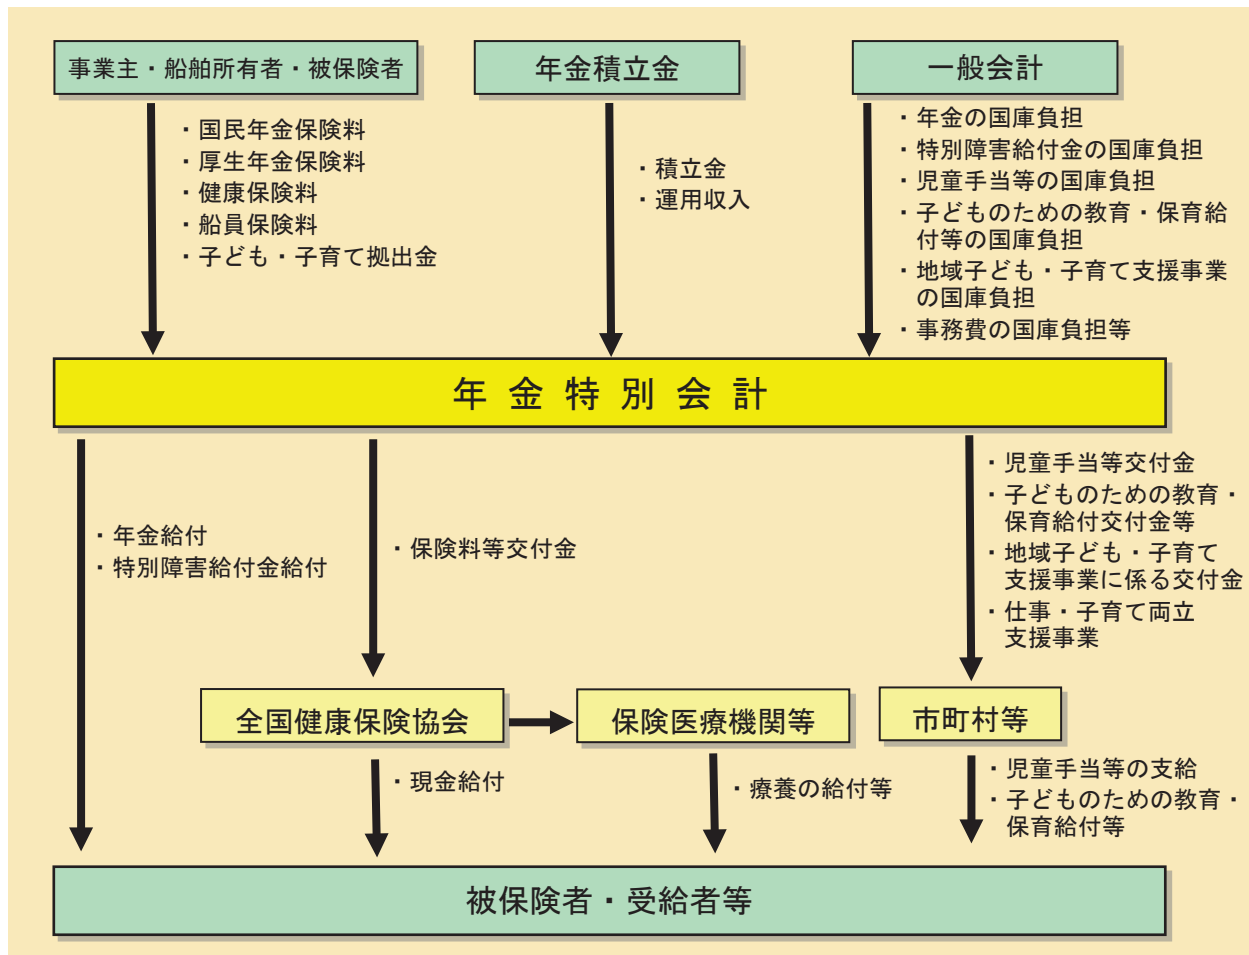 事業主・船舶所有者・被保険者
年金積立金
一般会計
・国民年金保険料
・厚生年金保険料
・健康保険料
・船員保険料
・子ども・子育て拠出金
・積立金
・運用収入
・年金の国庫負担
・特別障害給付金の国庫負担
・児童手当等の国庫負担
・子どものための教育・保育給
付等の国庫負担
・地域子ども・子育て支援事業
の国庫負担
・事務費の国庫負担等
年金特別会計
・年金給付
・特別障害給付金給付
・保険料等交付金
・児童手当等交付金
・子どものための教育・
保育給付交付金等
・地域子ども・子育て
支援事業に係る交付金
・仕事・子育て両立
支援事業
全国健康保険協会
保険医療機関等
市町村等
・現金給付
・療養の給付等
・児童手当等の支給
・子どものための教育・
保育給付等
被保険者・受給者等